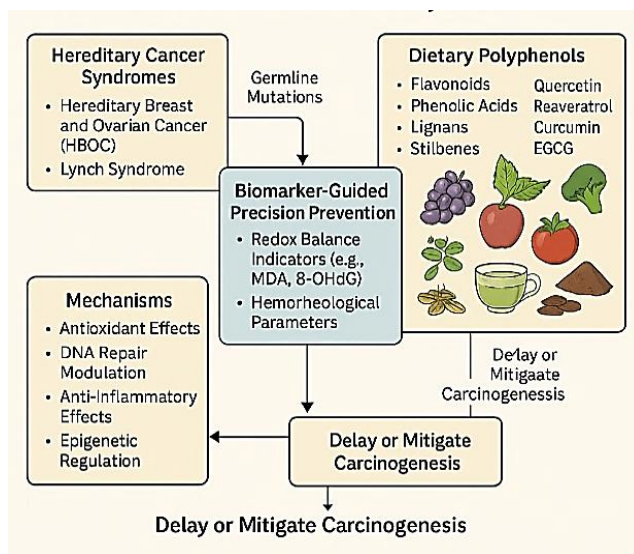 Hereditary Cancer
Syndromes
• Hereditary Breast
and Ovarian Cancer
(HBOC)
• Lynch Syndrome
Germline
Mutations
Dietary Polyphenols
• Flavonoids
• Phenolic Acids
• Lignans
• Stilbenes
Quercetin
Reaveratrol
Curcumin
EGCG
Biomarker-Guided
Precision Prevention
• Redox Balance
Indicators (e.g.,
MDA, 8-OHdG)
• Hemorheological
Parameters
Mechanisms
• Antioxidant Effects
• DNA Repair
Modulation
• Anti-Inflammatory
Effects
• Epigenetic
Regulation
Delay or
Mitigaate
Carcinogenessis
Delay or Mitigate
Carcinogenesis
Delay or Mitigate Carcinogenesis